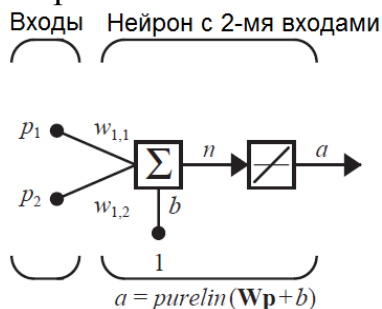 Входы Нейрон с 2-мя входами
p1 w1,1 Σ n a
p2 w1,2 b
1
a = purelin(Wp+b)